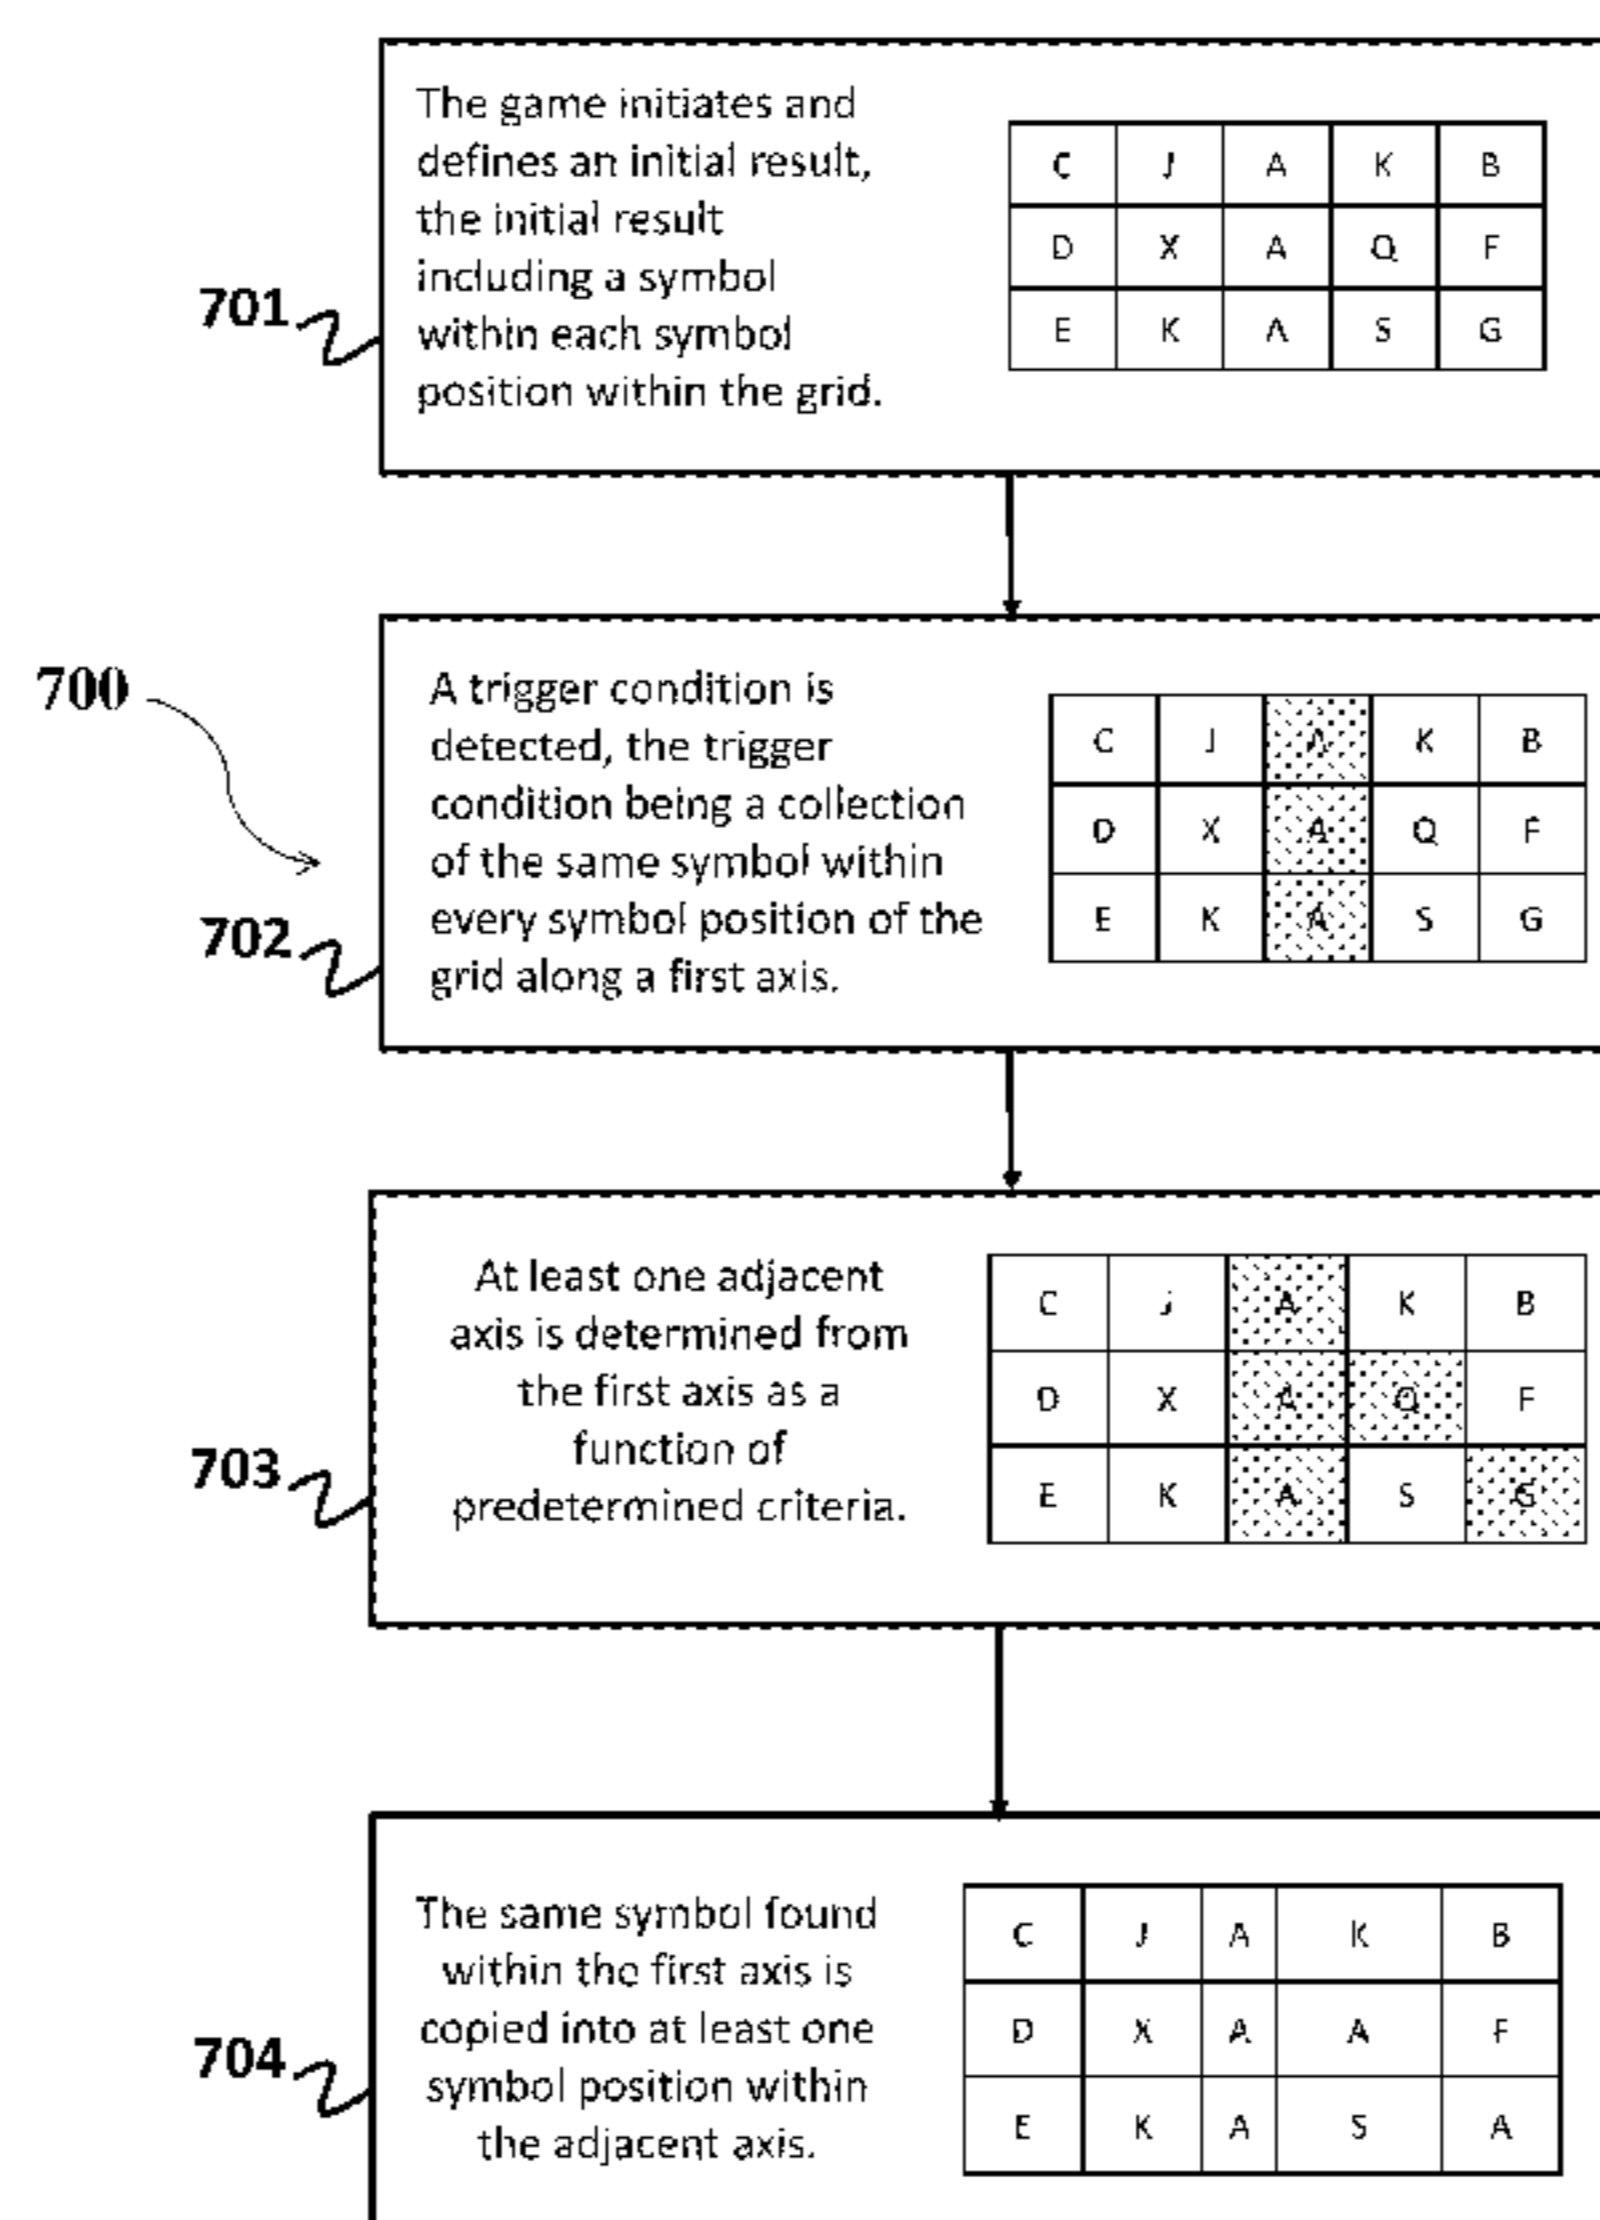 The game initiates and
defines an initial result,
the initial result
including a symbol
within each symbol
position within the grid.
C J A K B
D X A Q F
E K A S G
701
700
A trigger condition is
detected, the trigger
condition being a collection
of the same symbol within
every symbol position of the
grid along a first axis.
C J A K B
D X A Q F
E K A S G
702
At least one adjacent
axis is determined from
the first axis as a
function of
predetermined criteria.
C J A K B
D X A Q F
E K A S G
703
The same symbol found
within the first axis is
copied into at least one
symbol position within
the adjacent axis.
C J A K B
D X A A F
E K A S A
704